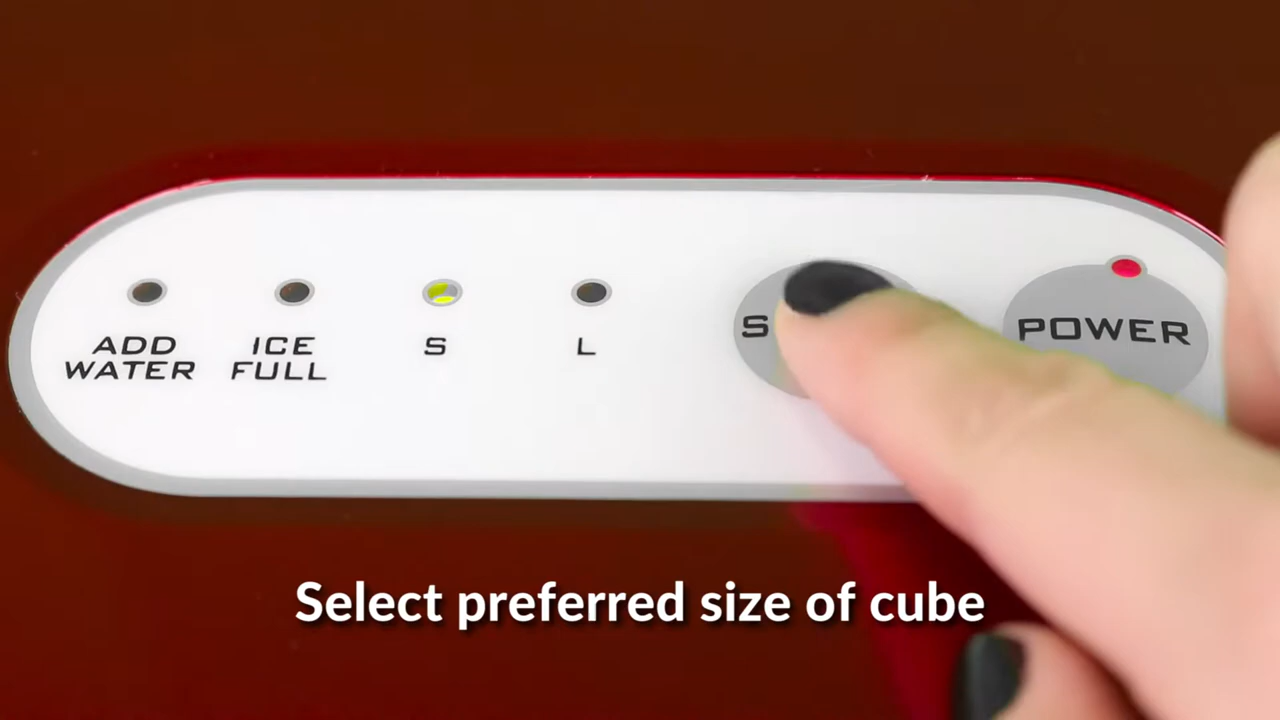 ADD
WATER
ICE
FULL
S
L
POWER
Select preferred size of cube